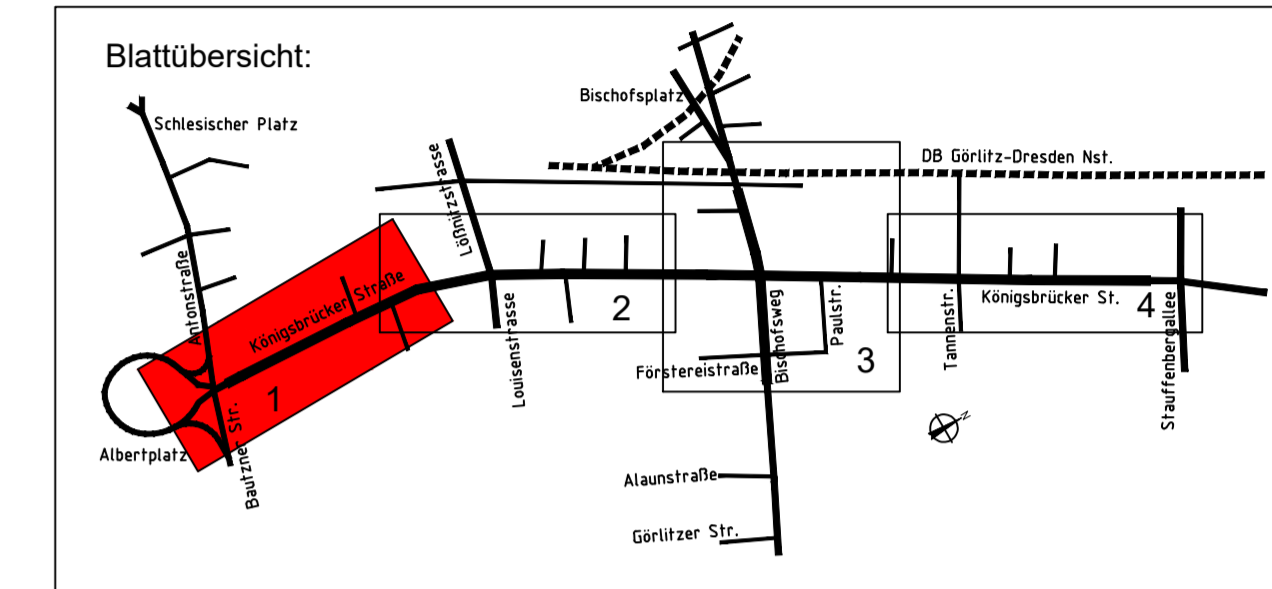 Blattübersicht:
Schlesischer Platz
Bischofsplatz
DB Görlitz-Dresden Nst.
Lößnitzstrasse
Antonstraße
Königsbrücker Straße
1
Albertplatz
Bautzner Str.
Louisenstrasse
2
Bischofsweg
Paulstr.
Förstereistraße
3
Tannenstr.
Königsbrücker St.
4
Stauffenbergallee
N
Alaunstraße
Görlitzer Str.